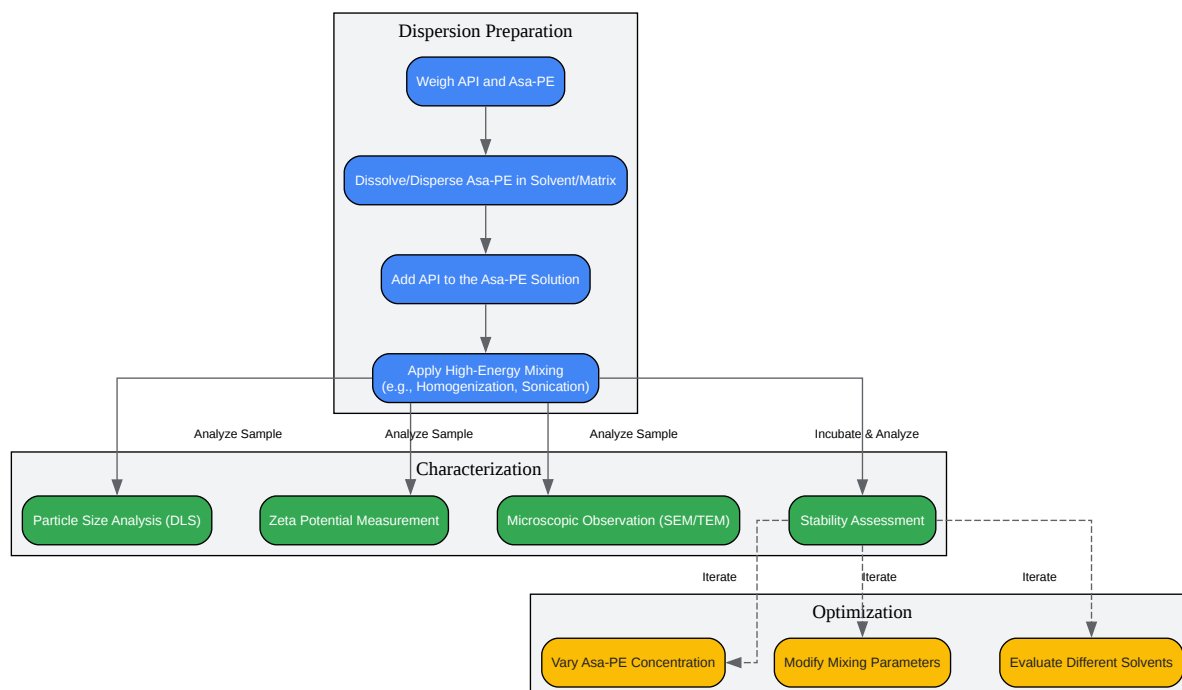 Dispersion Preparation
Weigh API and Asa-PE
Dissolve/Disperse Asa-PE in Solvent/Matrix
Add API to the Asa-PE Solution
Apply High-Energy Mixing
(e.g., Homogenization, Sonication)
Analyze Sample
Analyze Sample
Analyze Sample
Incubate & Analyze
Characterization
Particle Size Analysis (DLS)
Zeta Potential Measurement
Microscopic Observation (SEM/TEM)
Stability Assessment
Iterate
Iterate
Iterate
Optimization
Vary Asa-PE Concentration
Modify Mixing Parameters
Evaluate Different Solvents